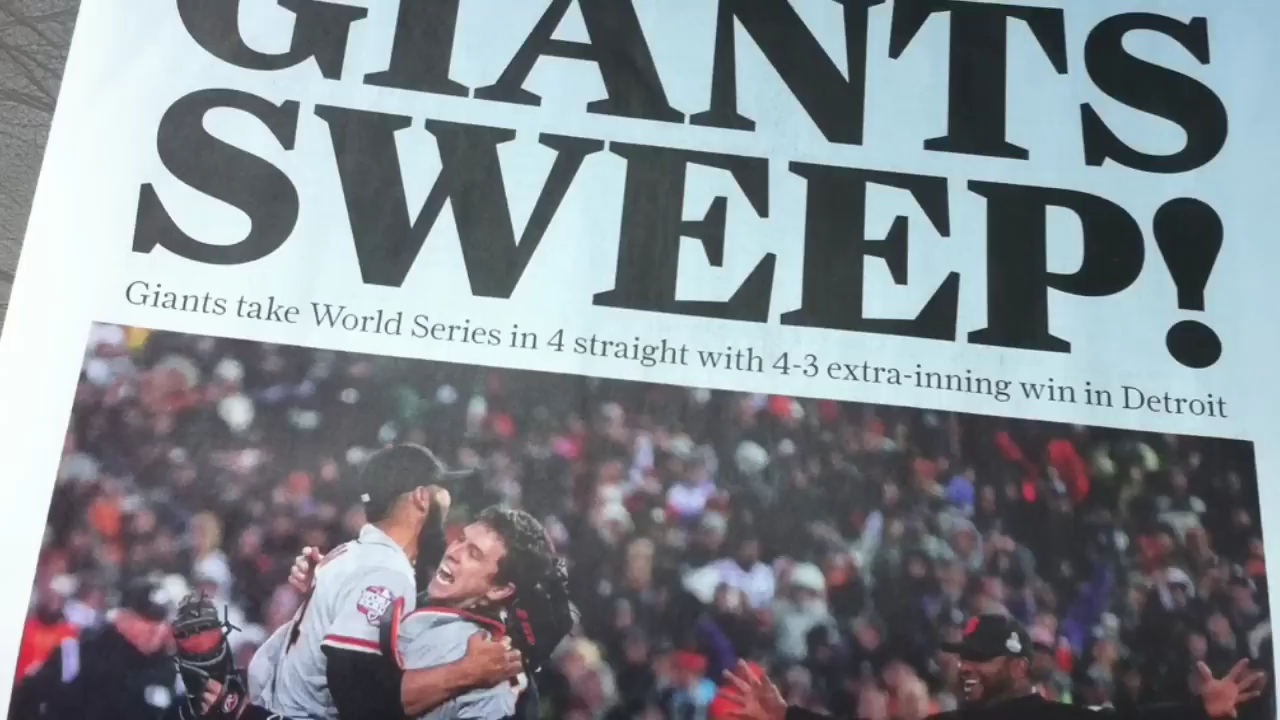 GIANTS
SWEEP!
Giants take World Series in 4 straight with 4-3 extra-inning win in Detroit